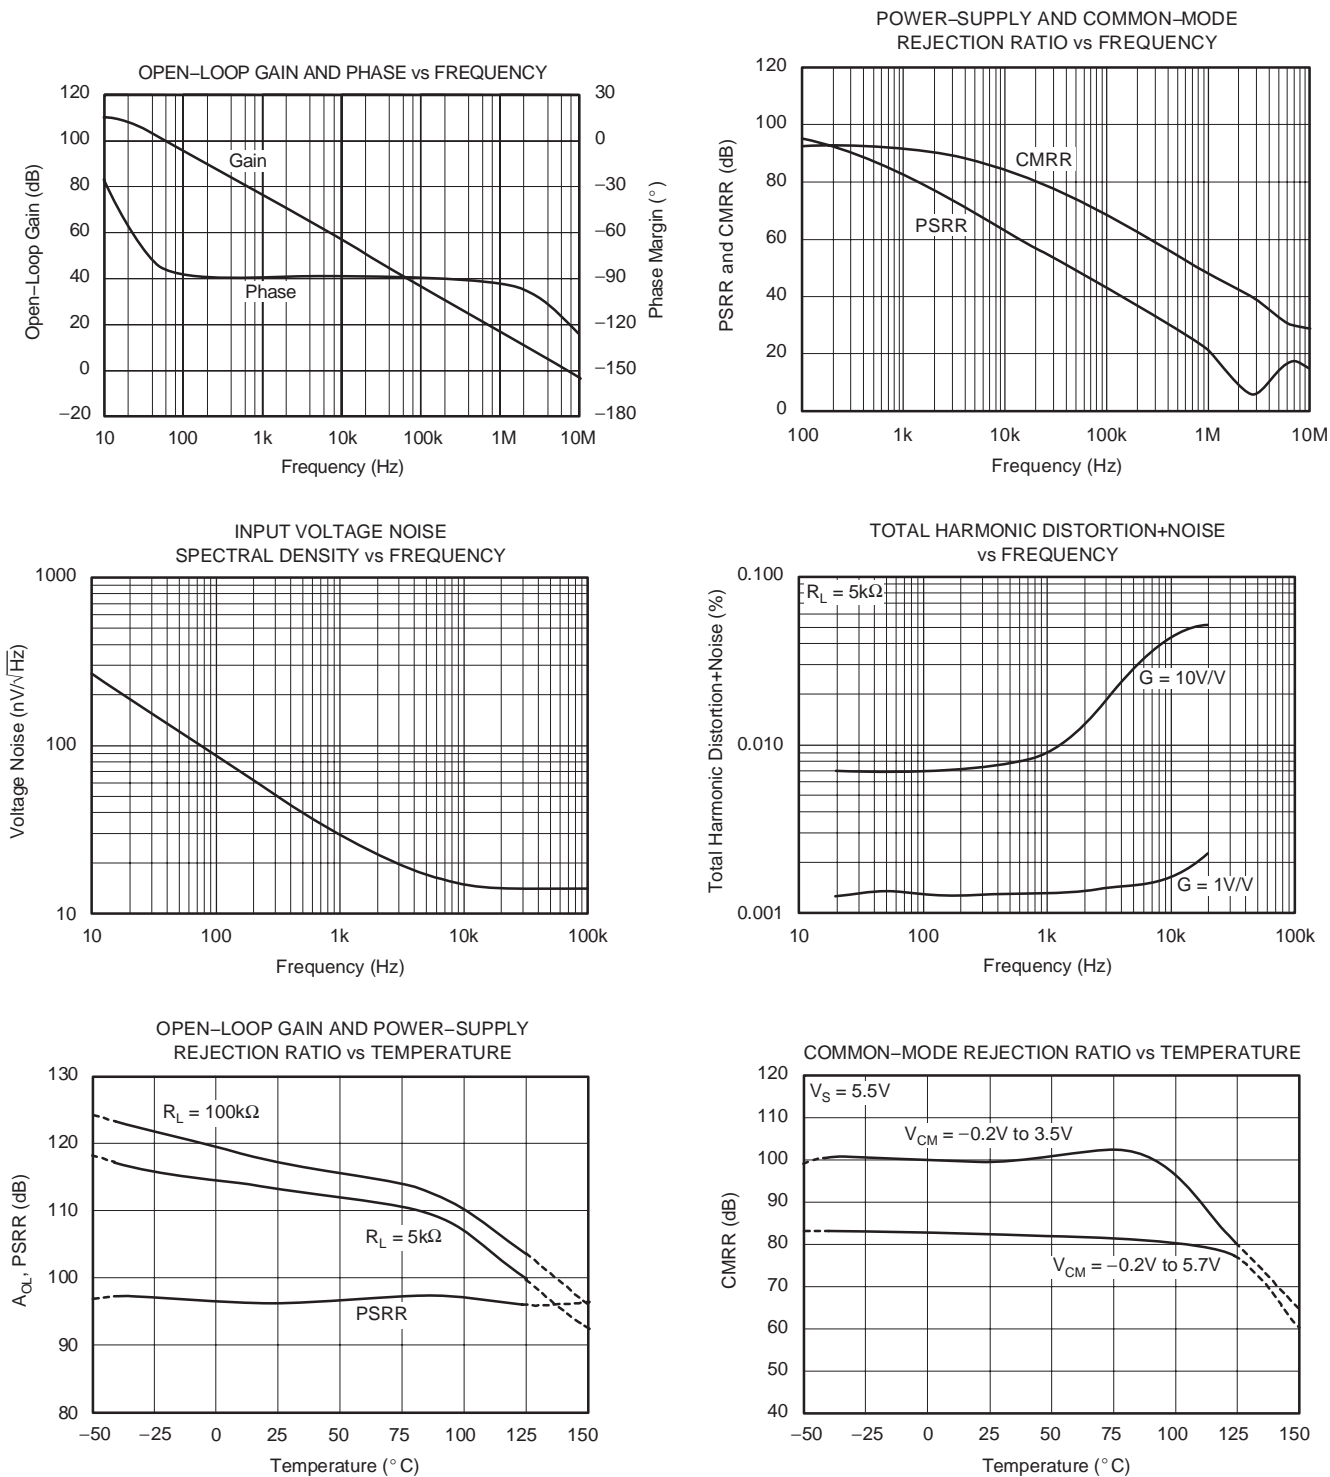 OPEN–LOOP GAIN AND PHASE vs FREQUENCY
120
100
80
60
40
20
0
–20
Open–Loop Gain (dB)
30
0
–30
–60
–90
–120
–150
–180
Phase Margin (°)
Gain
Phase
10 100 1k 10k 100k 1M 10M
Frequency (Hz)
POWER–SUPPLY AND COMMON–MODE
REJECTION RATIO vs FREQUENCY
120
100
80
60
40
20
0
PSRR and CMRR (dB)
CMRR
PSRR
100 1k 10k 100k 1M 10M
Frequency (Hz)
INPUT VOLTAGE NOISE
SPECTRAL DENSITY vs FREQUENCY
1000
100
10
Voltage Noise (nV/√Hz)
10 100 1k 10k 100k
Frequency (Hz)
TOTAL HARMONIC DISTORTION+NOISE
vs FREQUENCY
0.100
0.010
0.001
Total Harmonic Distortion+Noise (%)
RL = 5kΩ
G = 10V/V
G = 1V/V
10 100 1k 10k 100k
Frequency (Hz)
OPEN–LOOP GAIN AND POWER–SUPPLY
REJECTION RATIO vs TEMPERATURE
130
120
110
100
90
80
AOL, PSRR (dB)
RL = 100kΩ
RL = 5kΩ
PSRR
–50 –25 0 25 50 75 100 125 150
Temperature (°C)
COMMON–MODE REJECTION RATIO vs TEMPERATURE
120
110
100
90
80
70
60
50
40
CMRR (dB)
VS = 5.5V
VCM = –0.2V to 3.5V
VCM = –0.2V to 5.7V
–50 –25 0 25 50 75 100 125 150
Temperature (°C)